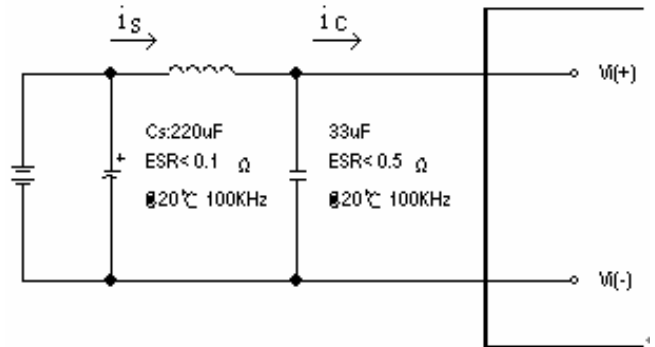 is
ic
Vi(+)
Cs:220uF
ESR< 0.1 Ω
@20℃ 100KHz
33uF
ESR< 0.5 Ω
@20℃ 100KHz
+
Vi(-)